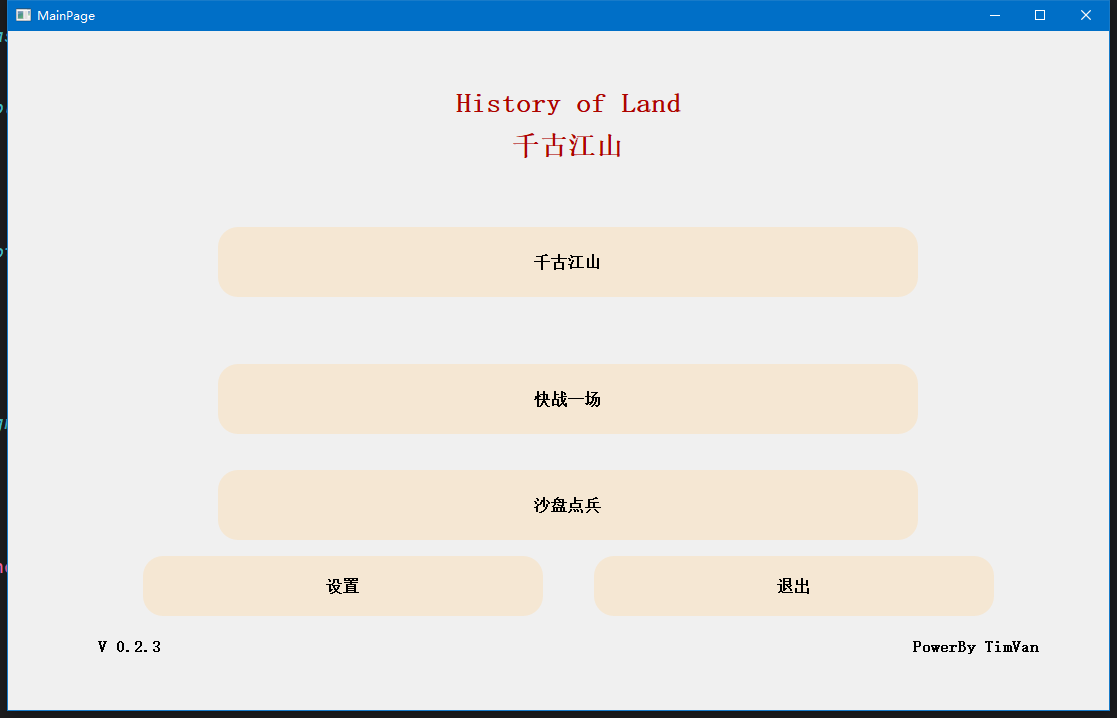 MainPage
History of Land
千古江山
千古江山
快战一场
沙盘点兵
设置
退出
V 0.2.3
PowerBy TimVan